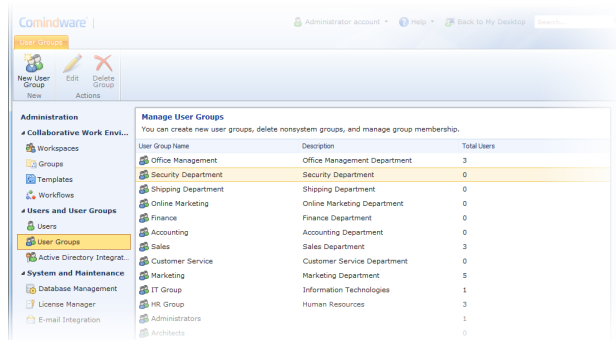 Comindware
Administrator account
Help
Back to My Desktop
Search...
User Groups
New User Group
Edit
Delete Group
New
Actions
Administration
Collaborative Work Envi...
Workspaces
Groups
Templates
Workflows
Users and User Groups
Users
User Groups
Active Directory Integrat...
System and Maintenance
Database Management
License Manager
E-mail Integration
Manage User Groups
You can create new user groups, delete nonsystem groups, and manage group membership.
User Group Name Description Total Users
Office Management Office Management Department 3
Security Department Security Department 0
Shipping Department Shipping Department 0
Online Marketing Online Marketing Department 0
Finance Finance Department 0
Accounting Accounting Department 0
Sales Sales Department 3
Customer Service Customer Service Department 0
Marketing Marketing Department 5
IT Group Information Technologies 1
HR Group Human Resources 3
Administrators 1
Architects 0